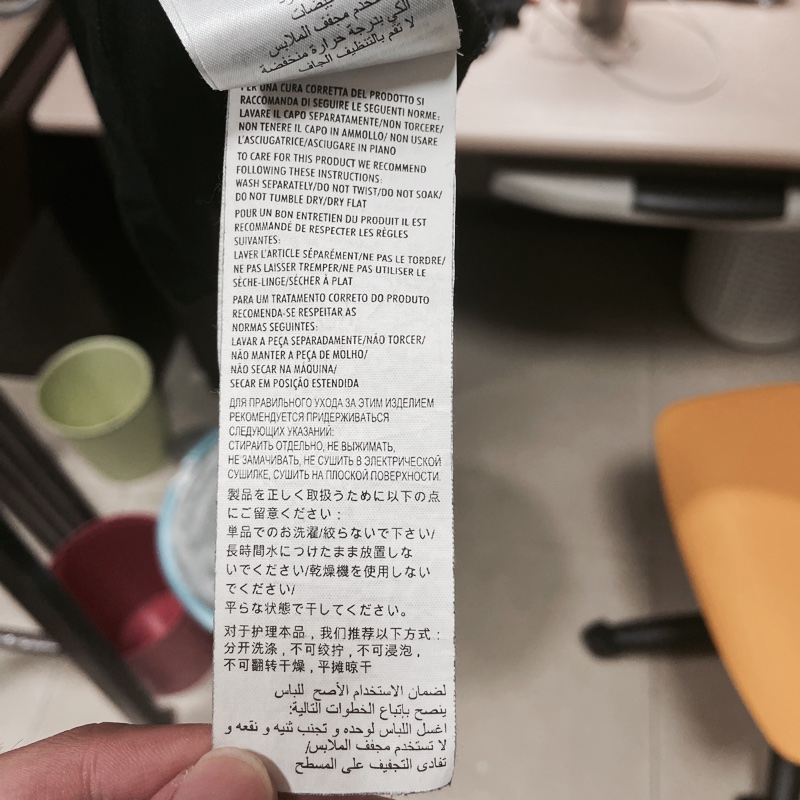 تخدم مجفف الملابس
لكي بدرجة حرارة منخفضة
لا تقم بالتنظيف الجاف
PER UNA CURA CORRETTA DEL PRODOTTO SI
RACCOMANDA DI SEGUIRE LE SEGUENTI NORME:
LAVARE IL CAPO SEPARATAMENTE/NON TORCERE/
NON TENERE IL CAPO IN AMMOLLO/ NON USARE
L'ASCIUGATRICE/ASCIUGARE IN PIANO
TO CARE FOR THIS PRODUCT WE RECOMMEND
FOLLOWING THESE INSTRUCTIONS:
WASH SEPARATELY/DO NOT TWIST/DO NOT SOAK/
DO NOT TUMBLE DRY/DRY FLAT
POUR UN BON ENTRETIEN DU PRODUIT IL EST
RECOMMANDÉ DE RESPECTER LES RÈGLES
SUIVANTES:
LAVER L'ARTICLE SÉPARÉMENT/NE PAS LE TORDRE/
NE PAS LAISSER TREMPER/NE PAS UTILISER LE
SÈCHE-LINGE/SÉCHER À PLAT
PARA UM TRATAMENTO CORRETO DO PRODUTO
RECOMENDA-SE RESPEITAR AS
NORMAS SEGUINTES:
LAVAR A PEÇA SEPARADAMENTE/NÃO TORCER/
NÃO MANTER A PEÇA DE MOLHO/
NÃO SECAR NA MÁQUINA/
SECAR EM POSIÇÃO ESTENDIDA
ДЛЯ ПРАВИЛЬНОГО УХОДА ЗА ЭТИМ ИЗДЕЛИЕМ
РЕКОМЕНДУЕТСЯ ПРИДЕРЖИВАТЬСЯ
СЛЕДУЮЩИХ УКАЗАНИЙ:
СТИРАИТЬ ОТДЕЛЬНО, НЕ ВЫЖИМАТЬ,
НЕ ЗАМАЧИВАТЬ, НЕ СУШИТЬ В ЭЛЕКТРИЧЕСКОЙ
СУШИЛКЕ, СУШИТЬ НА ПЛОСКОЙ ПОВЕРХНОСТИ.
製品を正しく取扱うために以下の点
にご留意ください：
単品でのお洗濯/絞らないで下さい/
長時間水につけたまま放置しな
いでください/乾燥機を使用しない
でください/
平らな状態で干してください。
对于护理本品，我们推荐以下方式：
分开洗涤，不可绞拧，不可浸泡，
不可翻转干燥，平摊晾干
لضمان الاستخدام الأصح للباس
ينصح بإتباع الخطوات التالية:
اغسل اللباس لوحده و تجنب ثنيه و نقعه و
لا تستخدم مجفف الملابس/
تفادى التجفيف على المسطح